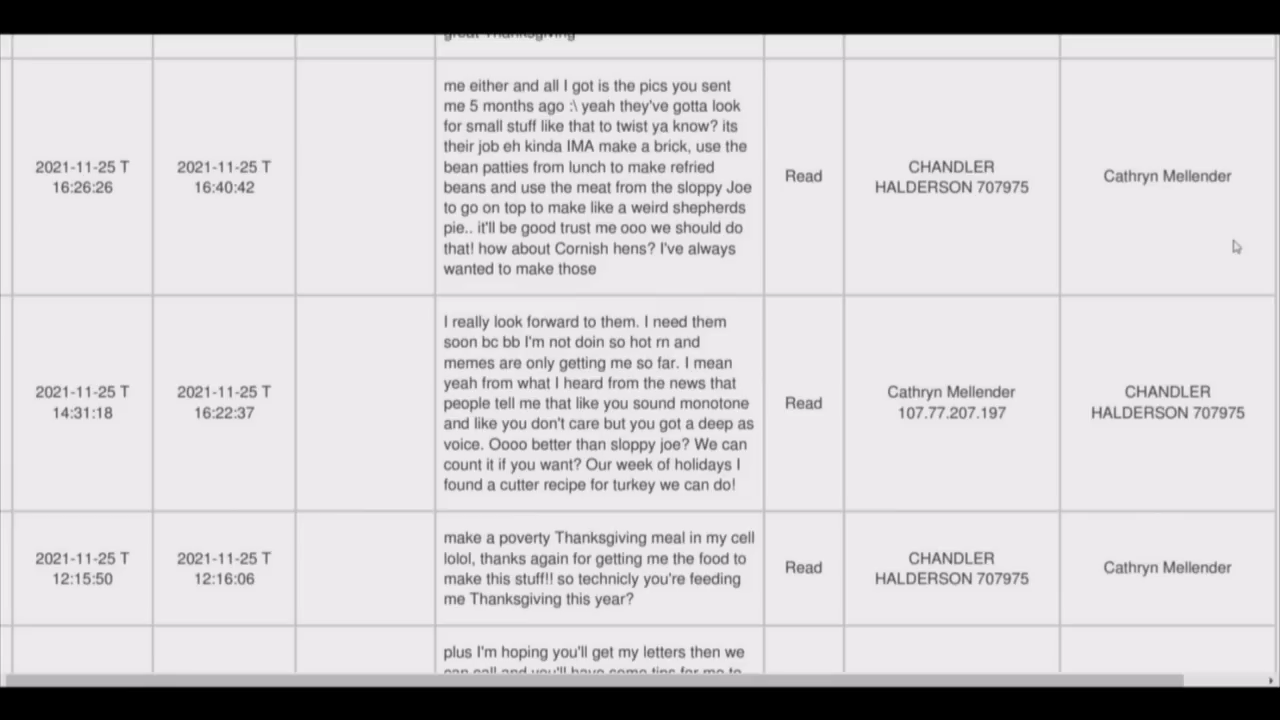 great Thanksgiving
me either and all I got is the pics you sent
me 5 months ago :\ yeah they've gotta look
for small stuff like that to twist ya know? its
their job eh kinda IMA make a brick, use the
bean patties from lunch to make refried
beans and use the meat from the sloppy Joe
to go on top to make like a weird shepherds
pie.. it'll be good trust me ooo we should do
that! how about Cornish hens? I've always
wanted to make those
2021-11-25 T
16:26:26
2021-11-25 T
16:40:42
Read
CHANDLER
HALDERSON 707975
Cathryn Mellender
I really look forward to them. I need them
soon bc bb I'm not doin so hot rn and
memes are only getting me so far. I mean
yeah from what I heard from the news that
people tell me that like you sound monotone
and like you don't care but you got a deep as
voice. Oooo better than sloppy joe? We can
count it if you want? Our week of holidays I
found a cutter recipe for turkey we can do!
2021-11-25 T
14:31:18
2021-11-25 T
16:22:37
Read
Cathryn Mellender
107.77.207.197
CHANDLER
HALDERSON 707975
make a poverty Thanksgiving meal in my cell
lolol, thanks again for getting me the food to
make this stuff!! so technicly you're feeding
me Thanksgiving this year?
2021-11-25 T
12:15:50
2021-11-25 T
12:16:06
Read
CHANDLER
HALDERSON 707975
Cathryn Mellender
plus I'm hoping you'll get my letters then we
can call and you'll have some tips for me to